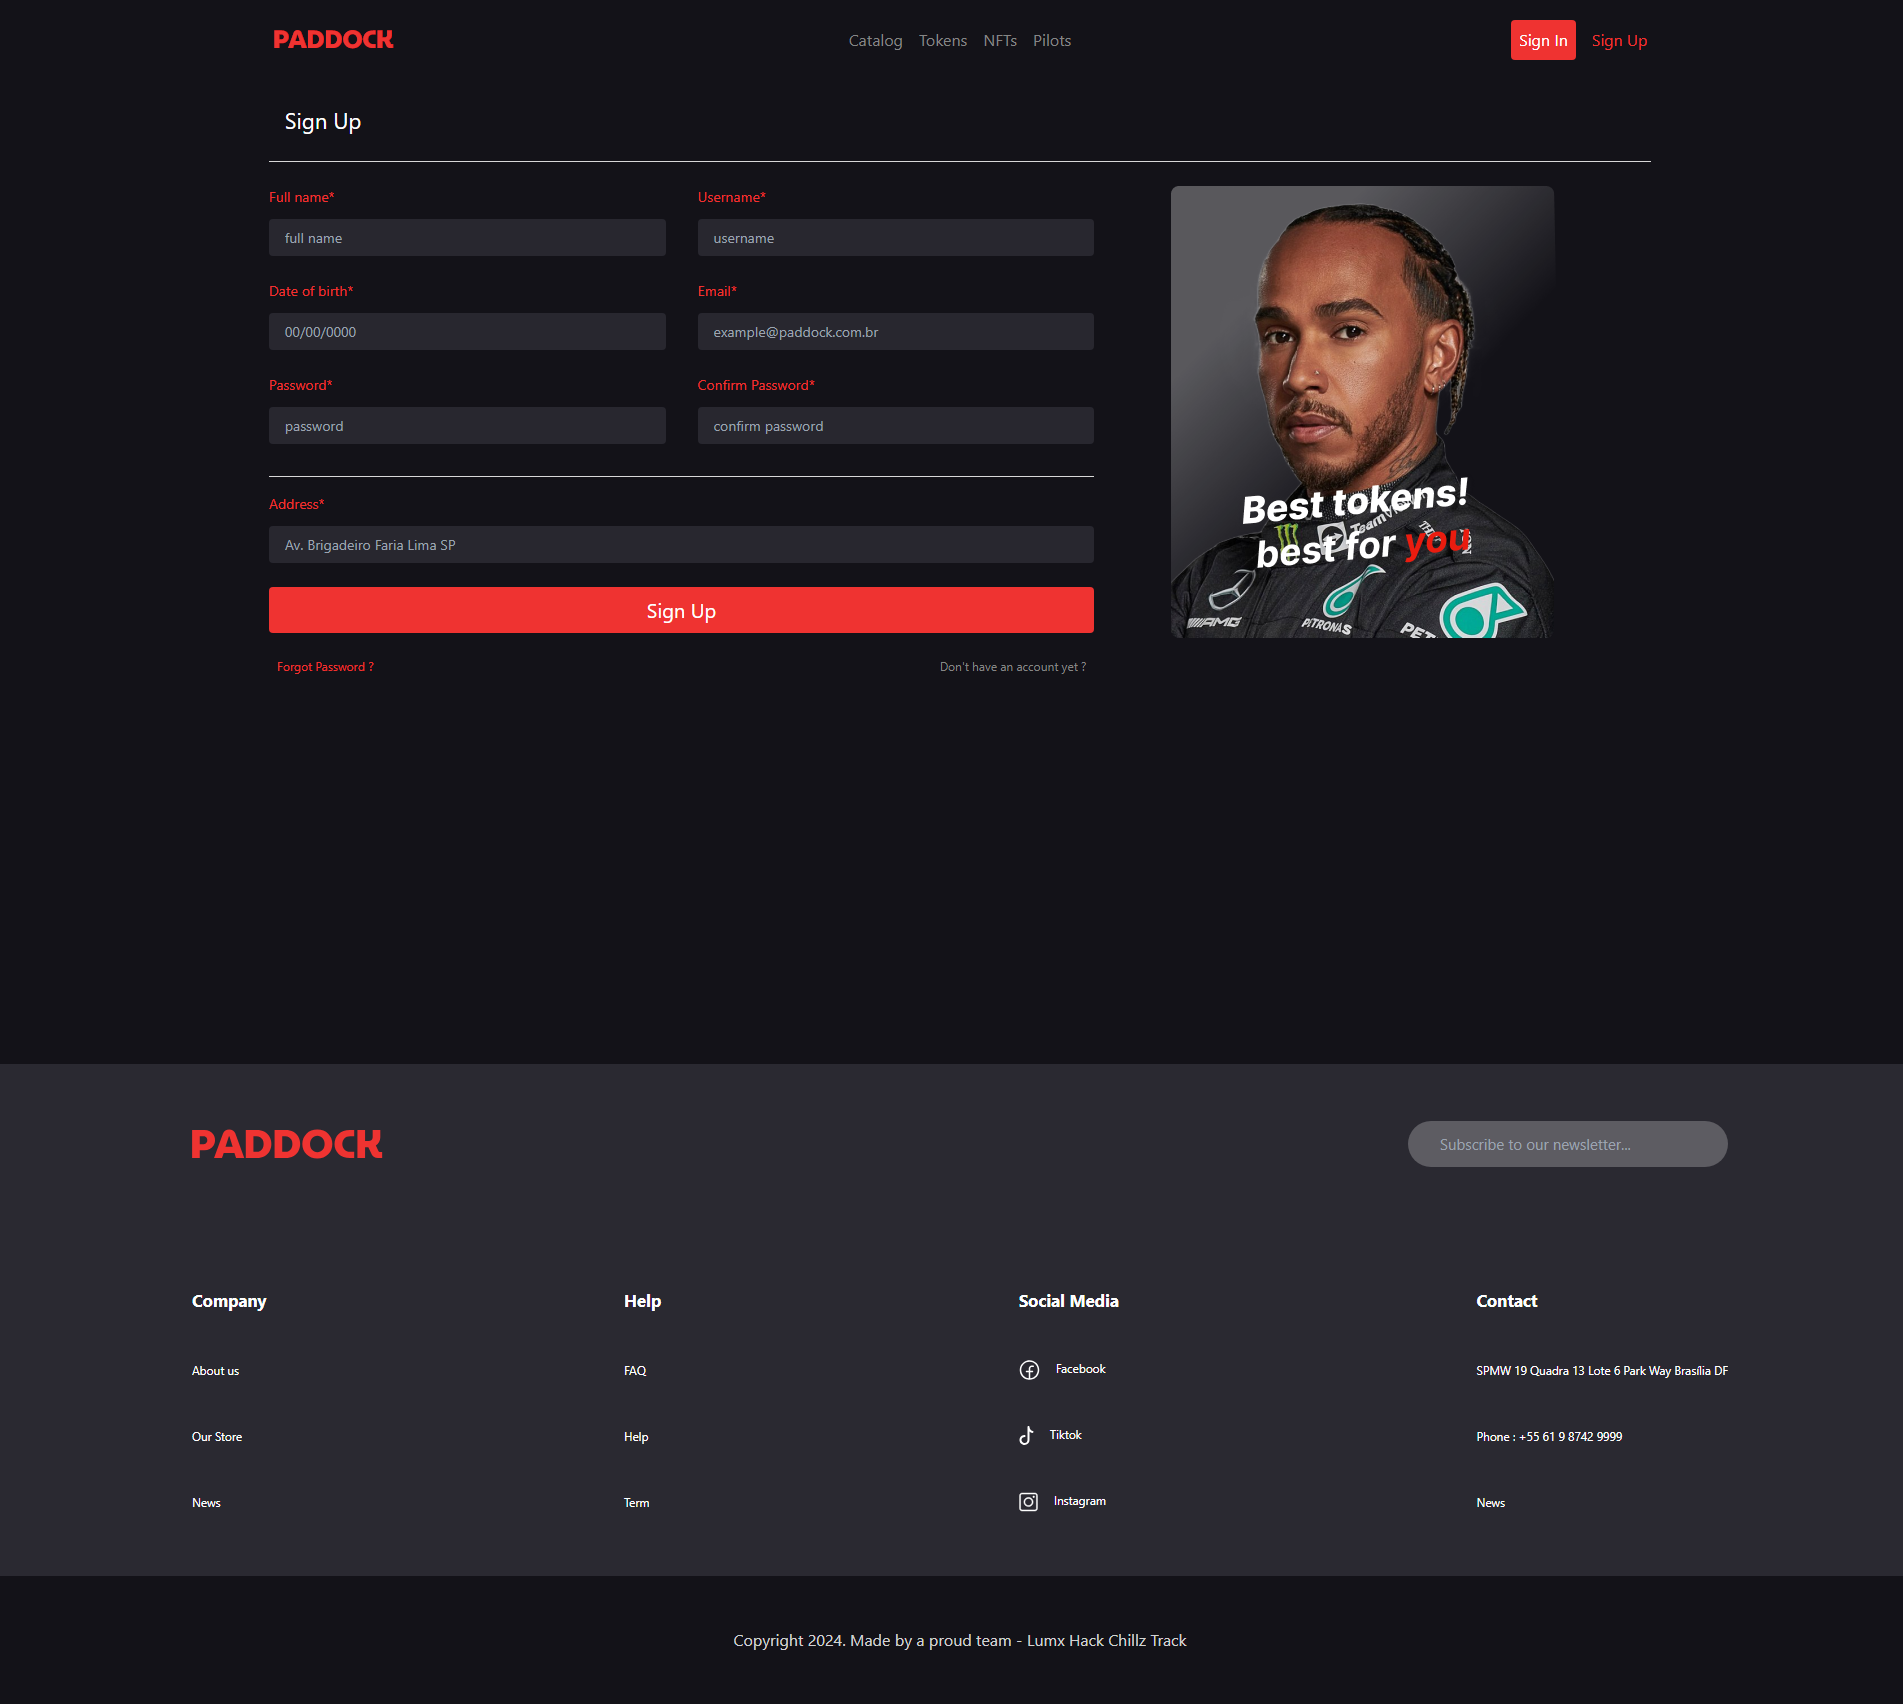 PADDOCK
Catalog Tokens NFTs Pilots
Sign In Sign Up
Sign Up
Full name* Username*
full name username
Date of birth* Email*
00/00/0000 example@paddock.com.br
Password* Confirm Password*
password confirm password
Address*
Av. Brigadeiro Faria Lima SP
Sign Up
Forgot Password ? Don't have an account yet ?
Best tokens!
best for you
AMG
PETRONAS
PADDOCK
Subscribe to our newsletter...
Company Help Social Media Contact
About us FAQ Facebook SPMW 19 Quadra 13 Lote 6 Park Way Brasília DF
Our Store Help Tiktok Phone : +55 61 9 8742 9999
News Term Instagram News
Copyright 2024. Made by a proud team - Lumx Hack Chillz Track